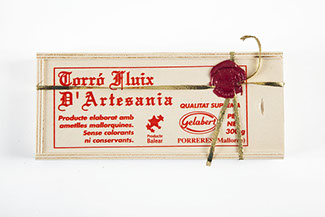 Torró Fluix
D'Artesania
Producte elaborat amb
ametlles mallorquines.
Sense colorants
ni conservants.
Producte
Balear
QUALITAT
Gelabert
300g
PORRERES (Mallorca)